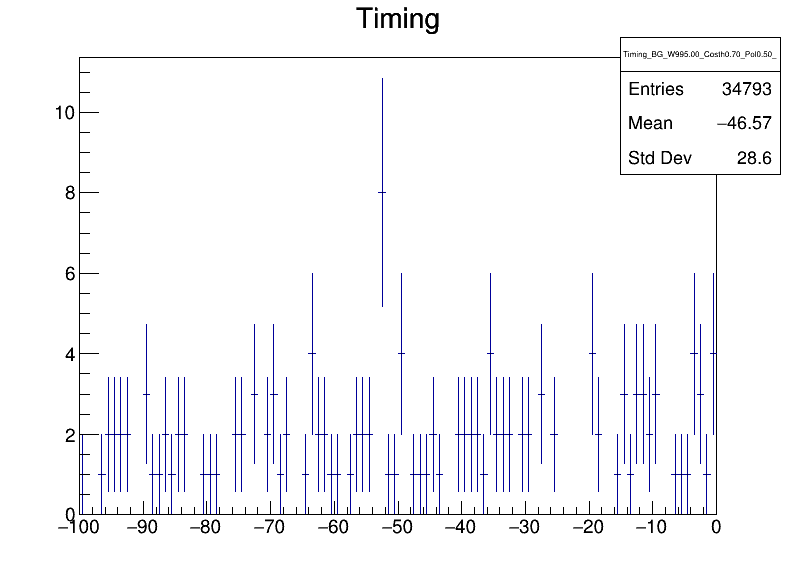 Timing
Timing_BG_W995.00_Costh0.70_Pol0.50_
Entries 34793
Mean −46.57
Std Dev 28.6
10
8
6
4
2
0
−100 −90 −80 −70 −60 −50 −40 −30 −20 −10 0